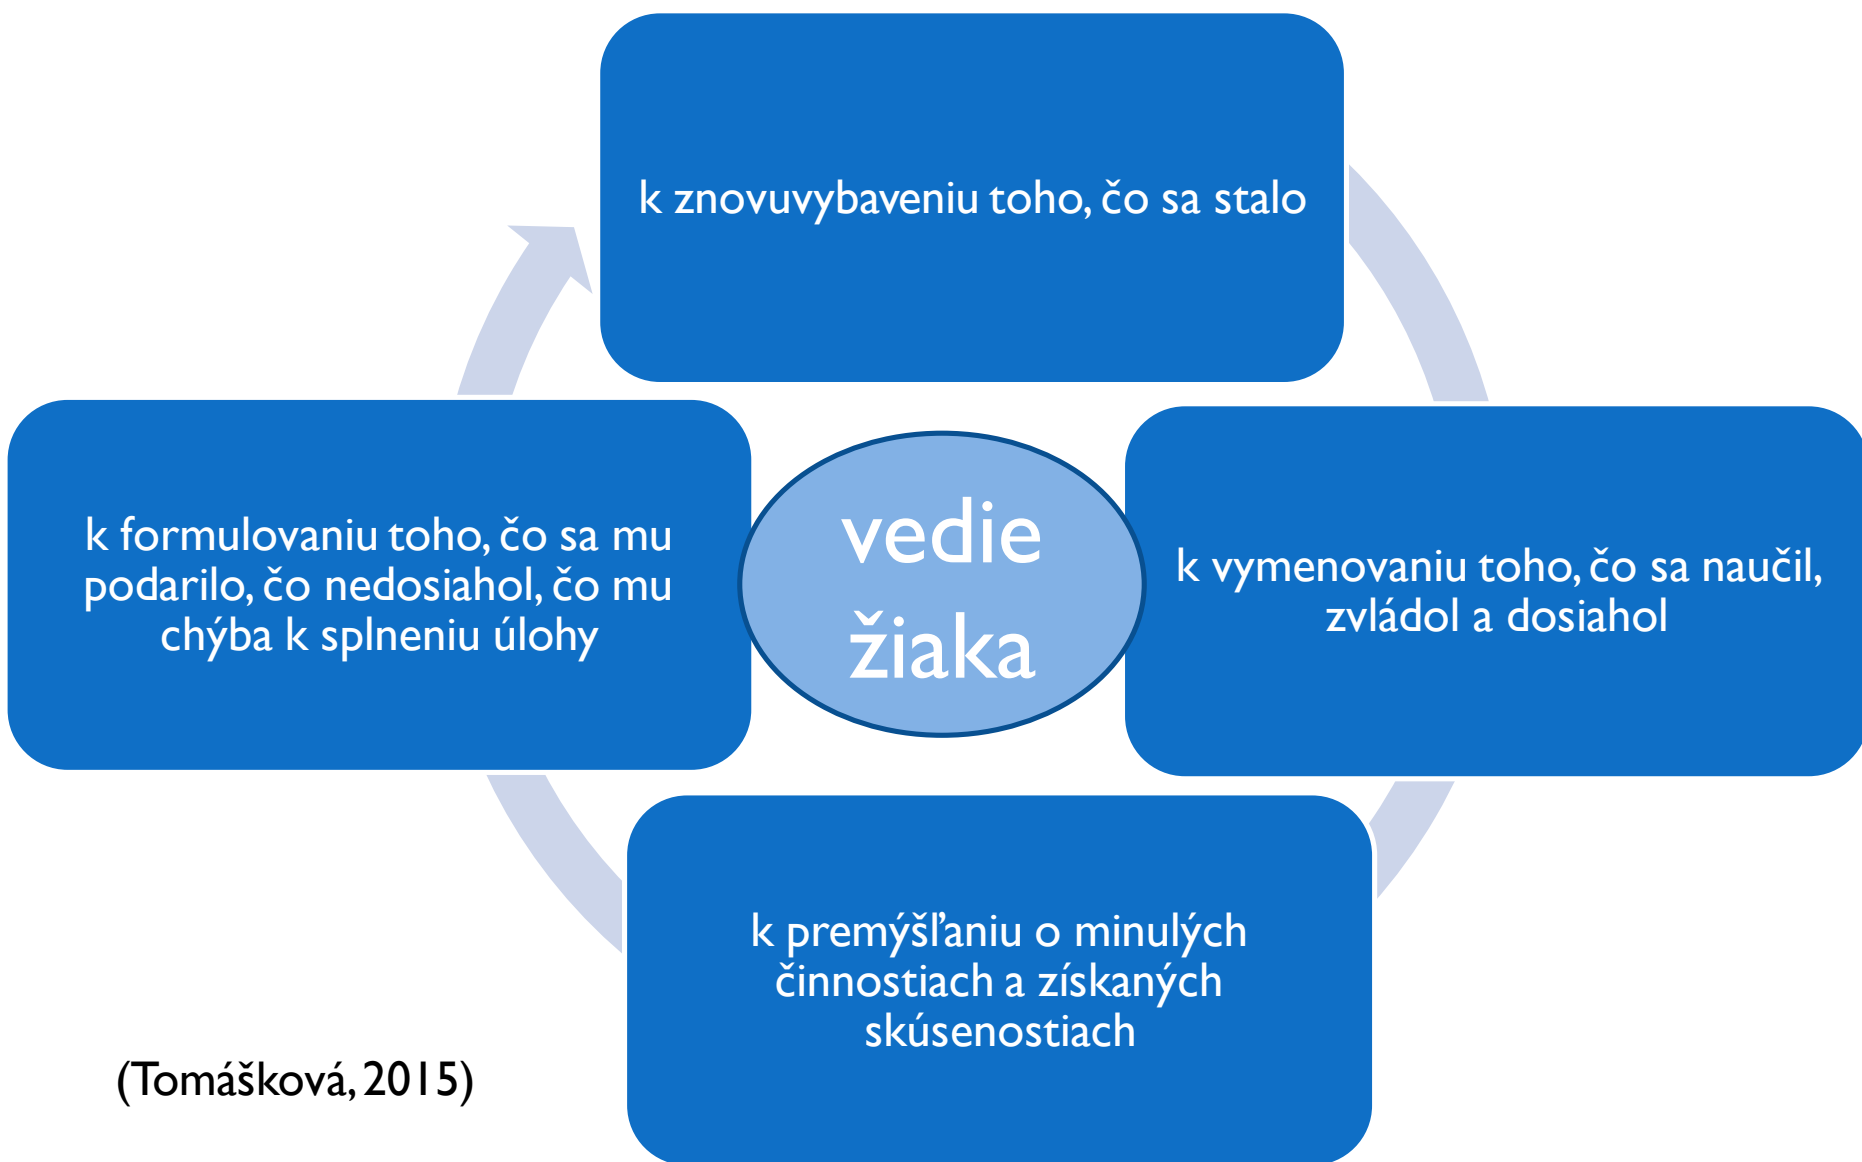 k znovuvybaveniu toho, čo sa stalo
k formulovaniu toho, čo sa mu
podarilo, čo nedosiahol, čo mu
chýba k splneniu úlohy
vedie
žiaka
k vymenovaniu toho, čo sa naučil,
zvládol a dosiahol
k premýšľaniu o minulých
činnostiach a získaných
skúsenostiach
(Tomášková, 2015)